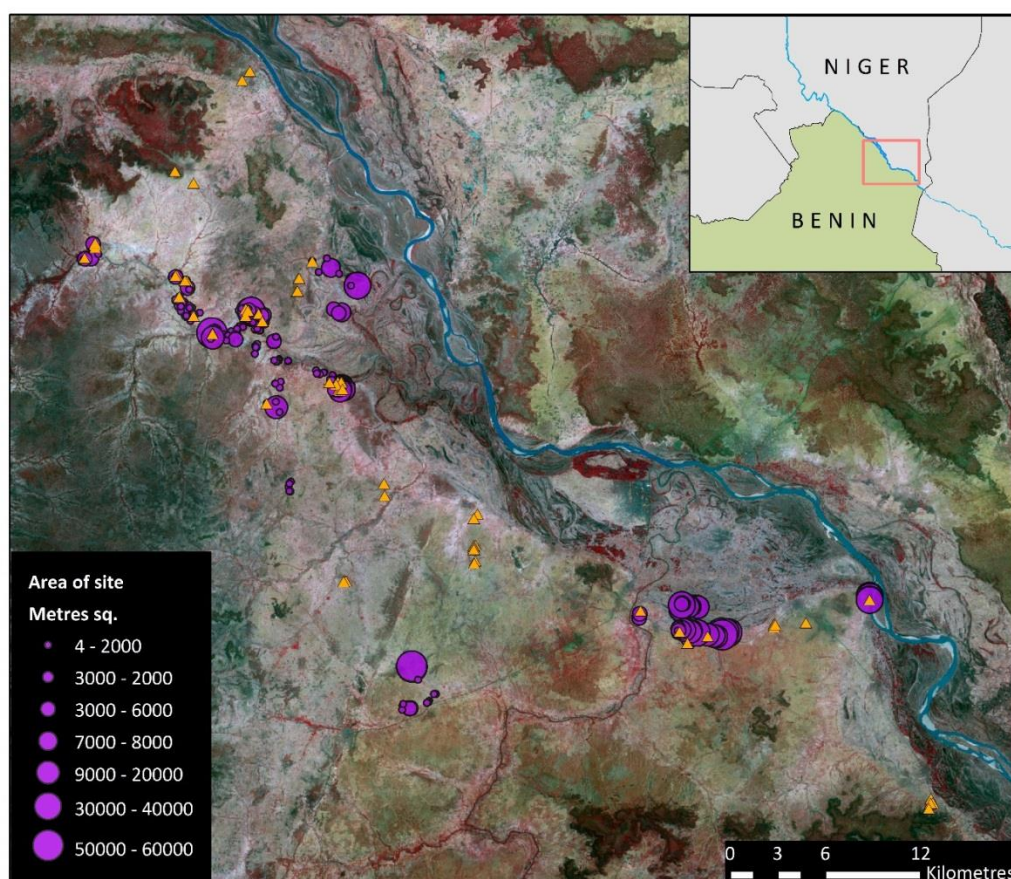 NIGER
BENIN
Area of site
Metres sq.
4 - 2000
3000 - 2000
3000 - 6000
7000 - 8000
9000 - 20000
30000 - 40000
50000 - 60000
0 3 6 12
Kilometres